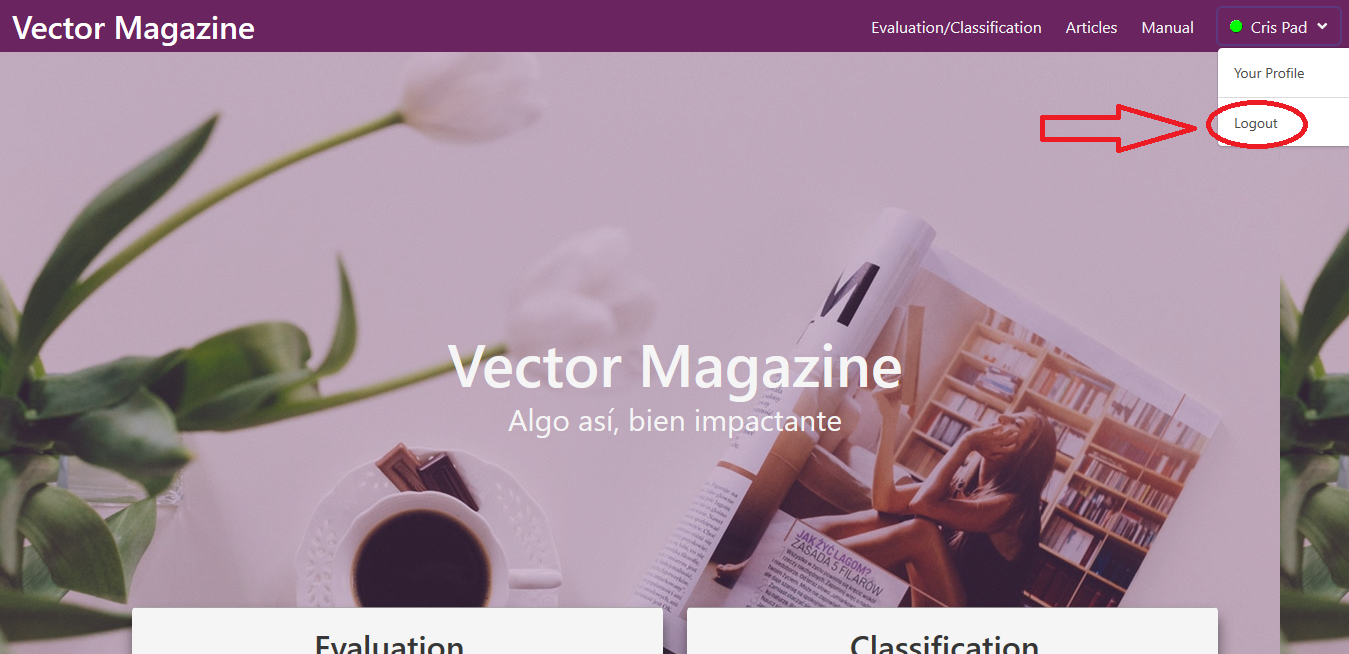 Vector Magazine
Evaluation/Classification Articles Manual Cris Pad
Your Profile
Logout
Vector Magazine
Algo así, bien impactante
JAK ŻYĆ LAGOM?
ZASADA 5 FILARÓW
Evaluation
Classification